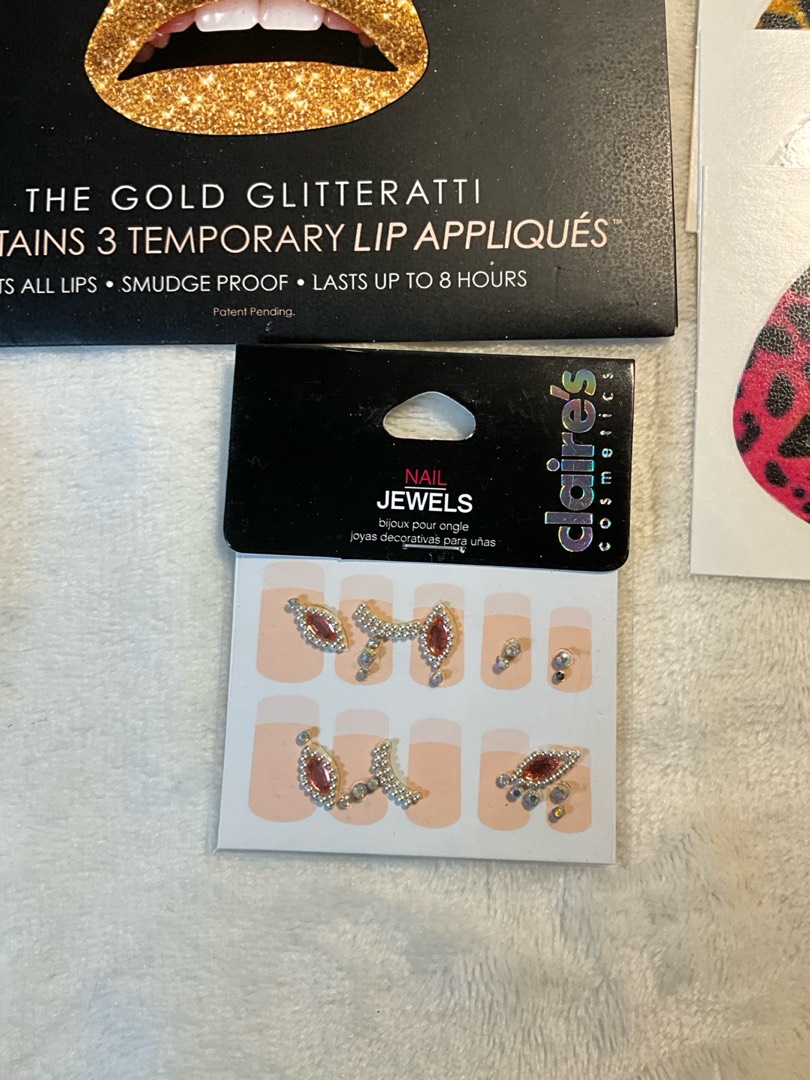 THE GOLD GLITTERATTI
TAINS 3 TEMPORARY LIP APPLIQUÉS™
TS ALL LIPS • SMUDGE PROOF • LASTS UP TO 8 HOURS
Patent Pending.
claire's
cosmetics
NAIL
JEWELS
bijoux pour ongle
joyas decorativas para uñas